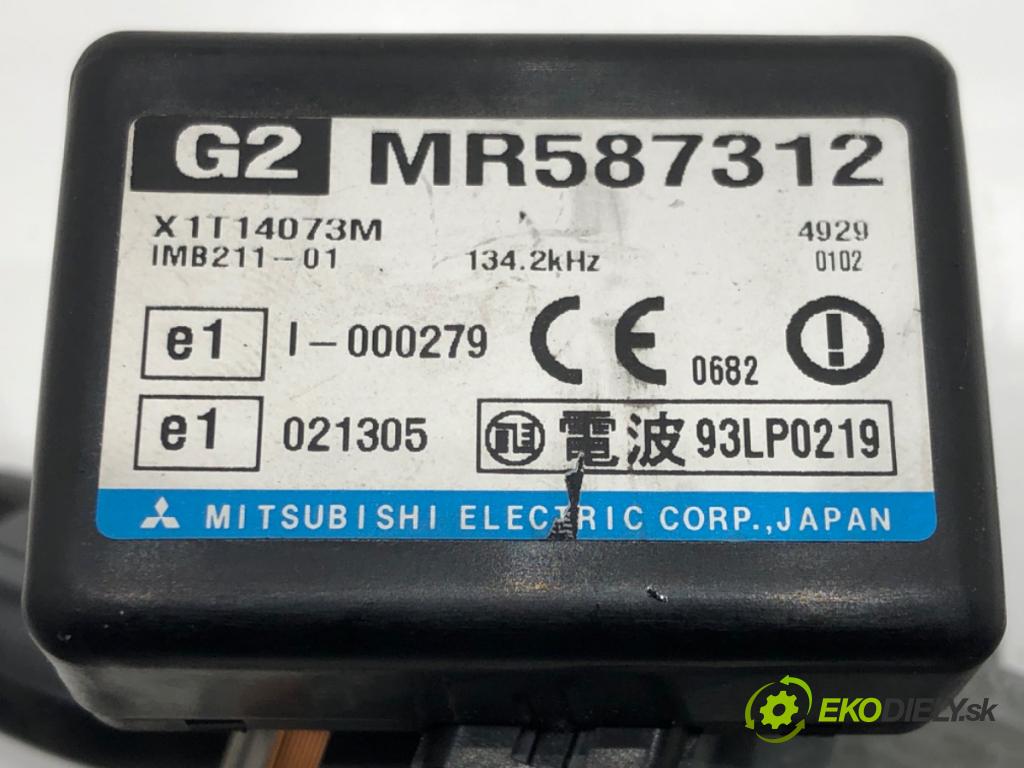 G2 MR587312
X1T14073M 4929
IMB211-01 134.2kHz 0102
e1 I-000279 CE 0682
e1 021305 電波 93LP0219
MITSUBISHI ELECTRIC CORP.,JAPAN
EKODIELY.sk